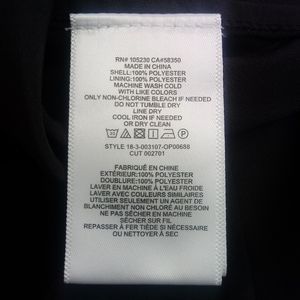 RN# 105230 CA#58350
MADE IN CHINA
SHELL:100% POLYESTER
LINING:100% POLYESTER
MACHINE WASH COLD
WITH LIKE COLORS
ONLY NON-CHLORINE BLEACH IF NEEDED
DO NOT TUMBLE DRY
LINE DRY
COOL IRON IF NEEDED
OR DRY CLEAN
STYLE 18-3-003107-OP00688
CUT 002701
FABRIQUÉ EN CHINE
EXTÉRIEUR:100% POLYESTER
DOUBLURE:100% POLYESTER
LAVER EN MACHINE À L'EAU FROIDE
AVEC COULEURS SIMILAIRES
UTILISER SEULEMENT UN AGENT DE
BLANCHIMENT NON CHLORÉ AU BESOIN
NE PAS SÉCHER EN MACHINE
SÉCHER SUR FIL
REPASSER À FER TIÈDE SI NÉCESSAIRE
OU NETTOYER À SEC